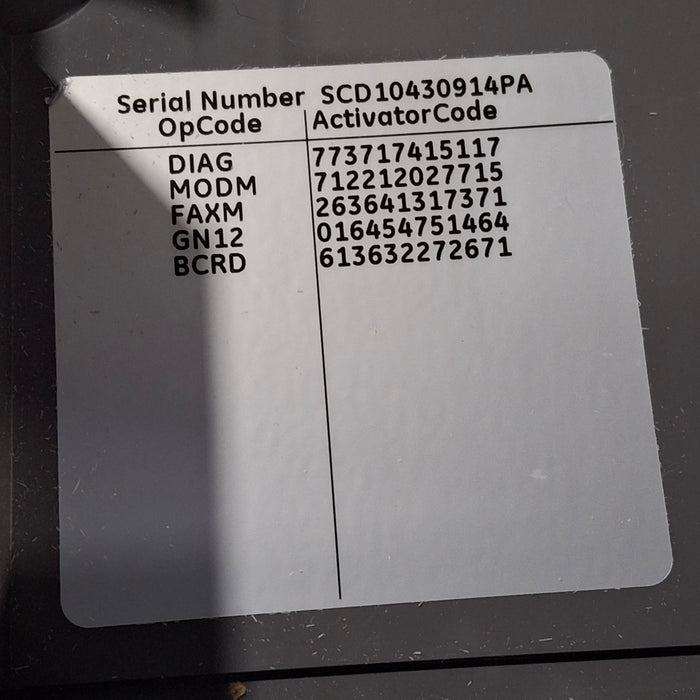 Serial Number SCD10430914PA
OpCode ActivatorCode
DIAG 773717415117
MODM 712212027715
FAXM 263641317371
GN12 016454751464
BCRD 613632272671